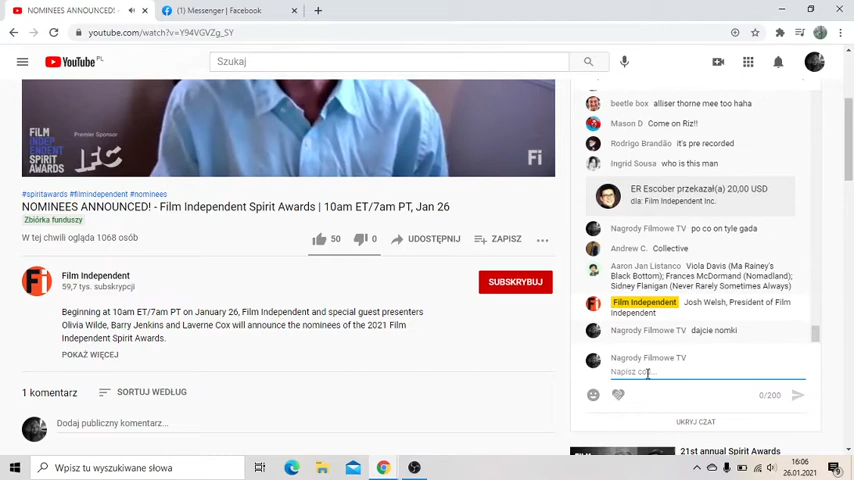 NOMINEES ANNOUNCED! -
(1) Messenger | Facebook
youtube.com/watch?v=Y94VGVZg_SY
YouTube PL
Szukaj
FILM
INDEPENDENT
SPIRIT
AWARDS
Premier Sponsor
IFC
Fi
#spiritawards #filmindependent #nominees
NOMINEES ANNOUNCED! - Film Independent Spirit Awards | 10am ET/7am PT, Jan 26
Zbiórka funduszy
W tej chwili ogląda 1068 osób
50
0
UDOSTĘPNIJ
ZAPISZ
Film Independent
59,7 tys. subskrypcji
SUBSKRYBUJ
Beginning at 10am ET/7am PT on January 26, Film Independent and special guest presenters
Olivia Wilde, Barry Jenkins and Laverne Cox will announce the nominees of the 2021 Film
Independent Spirit Awards.
POKAŻ WIĘCEJ
1 komentarz
SORTUJ WEDŁUG
Dodaj publiczny komentarz...
beetle box alliser thorne mee too haha
Mason D Come on Riz!!
Rodrigo Brandão it's pre recorded
Ingrid Sousa who is this man
ER Escober przekazał(a) 20,00 USD
dla: Film Independent Inc.
Nagrody Filmowe TV po co on tyle gada
Andrew C. Collective
Aaron Jan Listanco Viola Davis (Ma Rainey's
Black Bottom); Frances McDormand (Nomadland);
Sidney Flanigan (Never Rarely Sometimes Always)
Film Independent Josh Welsh, President of Film
Independent
Nagrody Filmowe TV dajcie nomki
Nagrody Filmowe TV
Napisz coś...
0/200
UKRYJ CZAT
21st annual Spirit Awards
Wpisz tu wyszukiwane słowa
16:06
26.01.2021
9